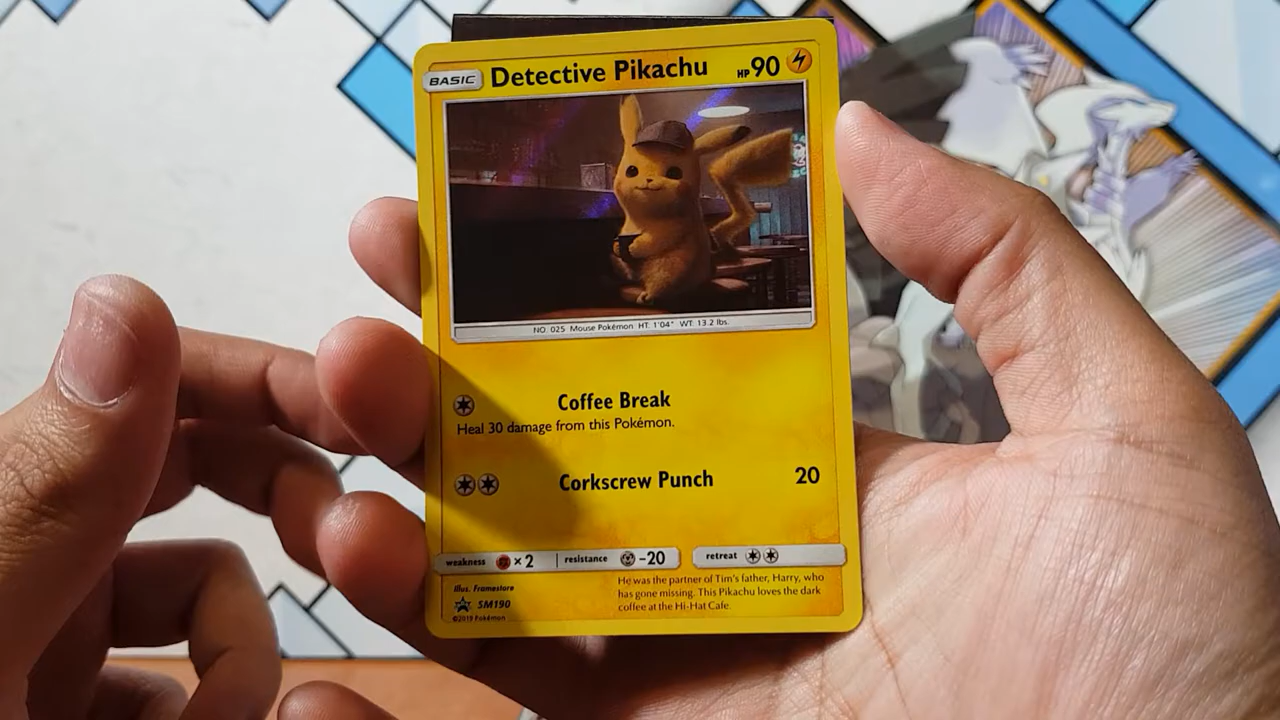 BASIC Detective Pikachu HP 90
NO. 025 Mouse Pokémon HT: 1'04" WT: 13.2 lbs.
Coffee Break
Heal 30 damage from this Pokémon.
Corkscrew Punch 20
weakness ×2 resistance -20 retreat
Illus. Framestore
SM190
©2019 Pokémon
He was the partner of Tim's father, Harry, who
has gone missing. This Pikachu loves the dark
coffee at the Hi-Hat Cafe.